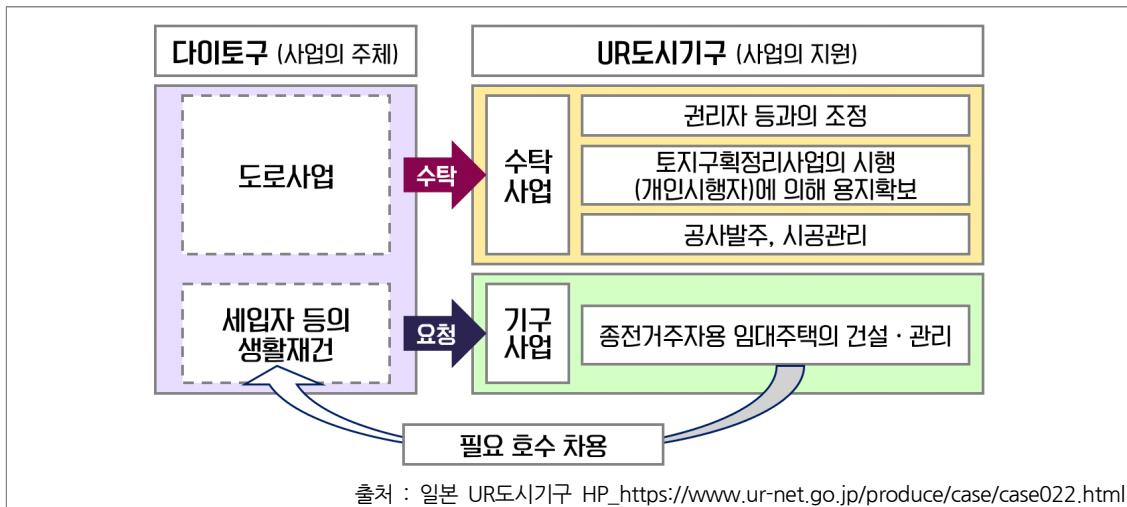 다이토구 (사업의 주체)
UR도시기구 (사업의 지원)
도로사업
수탁
수탁
사업
권리자 등과의 조정
토지구획정리사업의 시행
(개인시행자)에 의해 용지확보
공사발주, 시공관리
세입자 등의
생활재건
요청
기구
사업
종전거주자용 임대주택의 건설 · 관리
필요 호수 차용
출처 : 일본 UR도시기구 HP_https://www.ur-net.go.jp/produce/case/case022.html